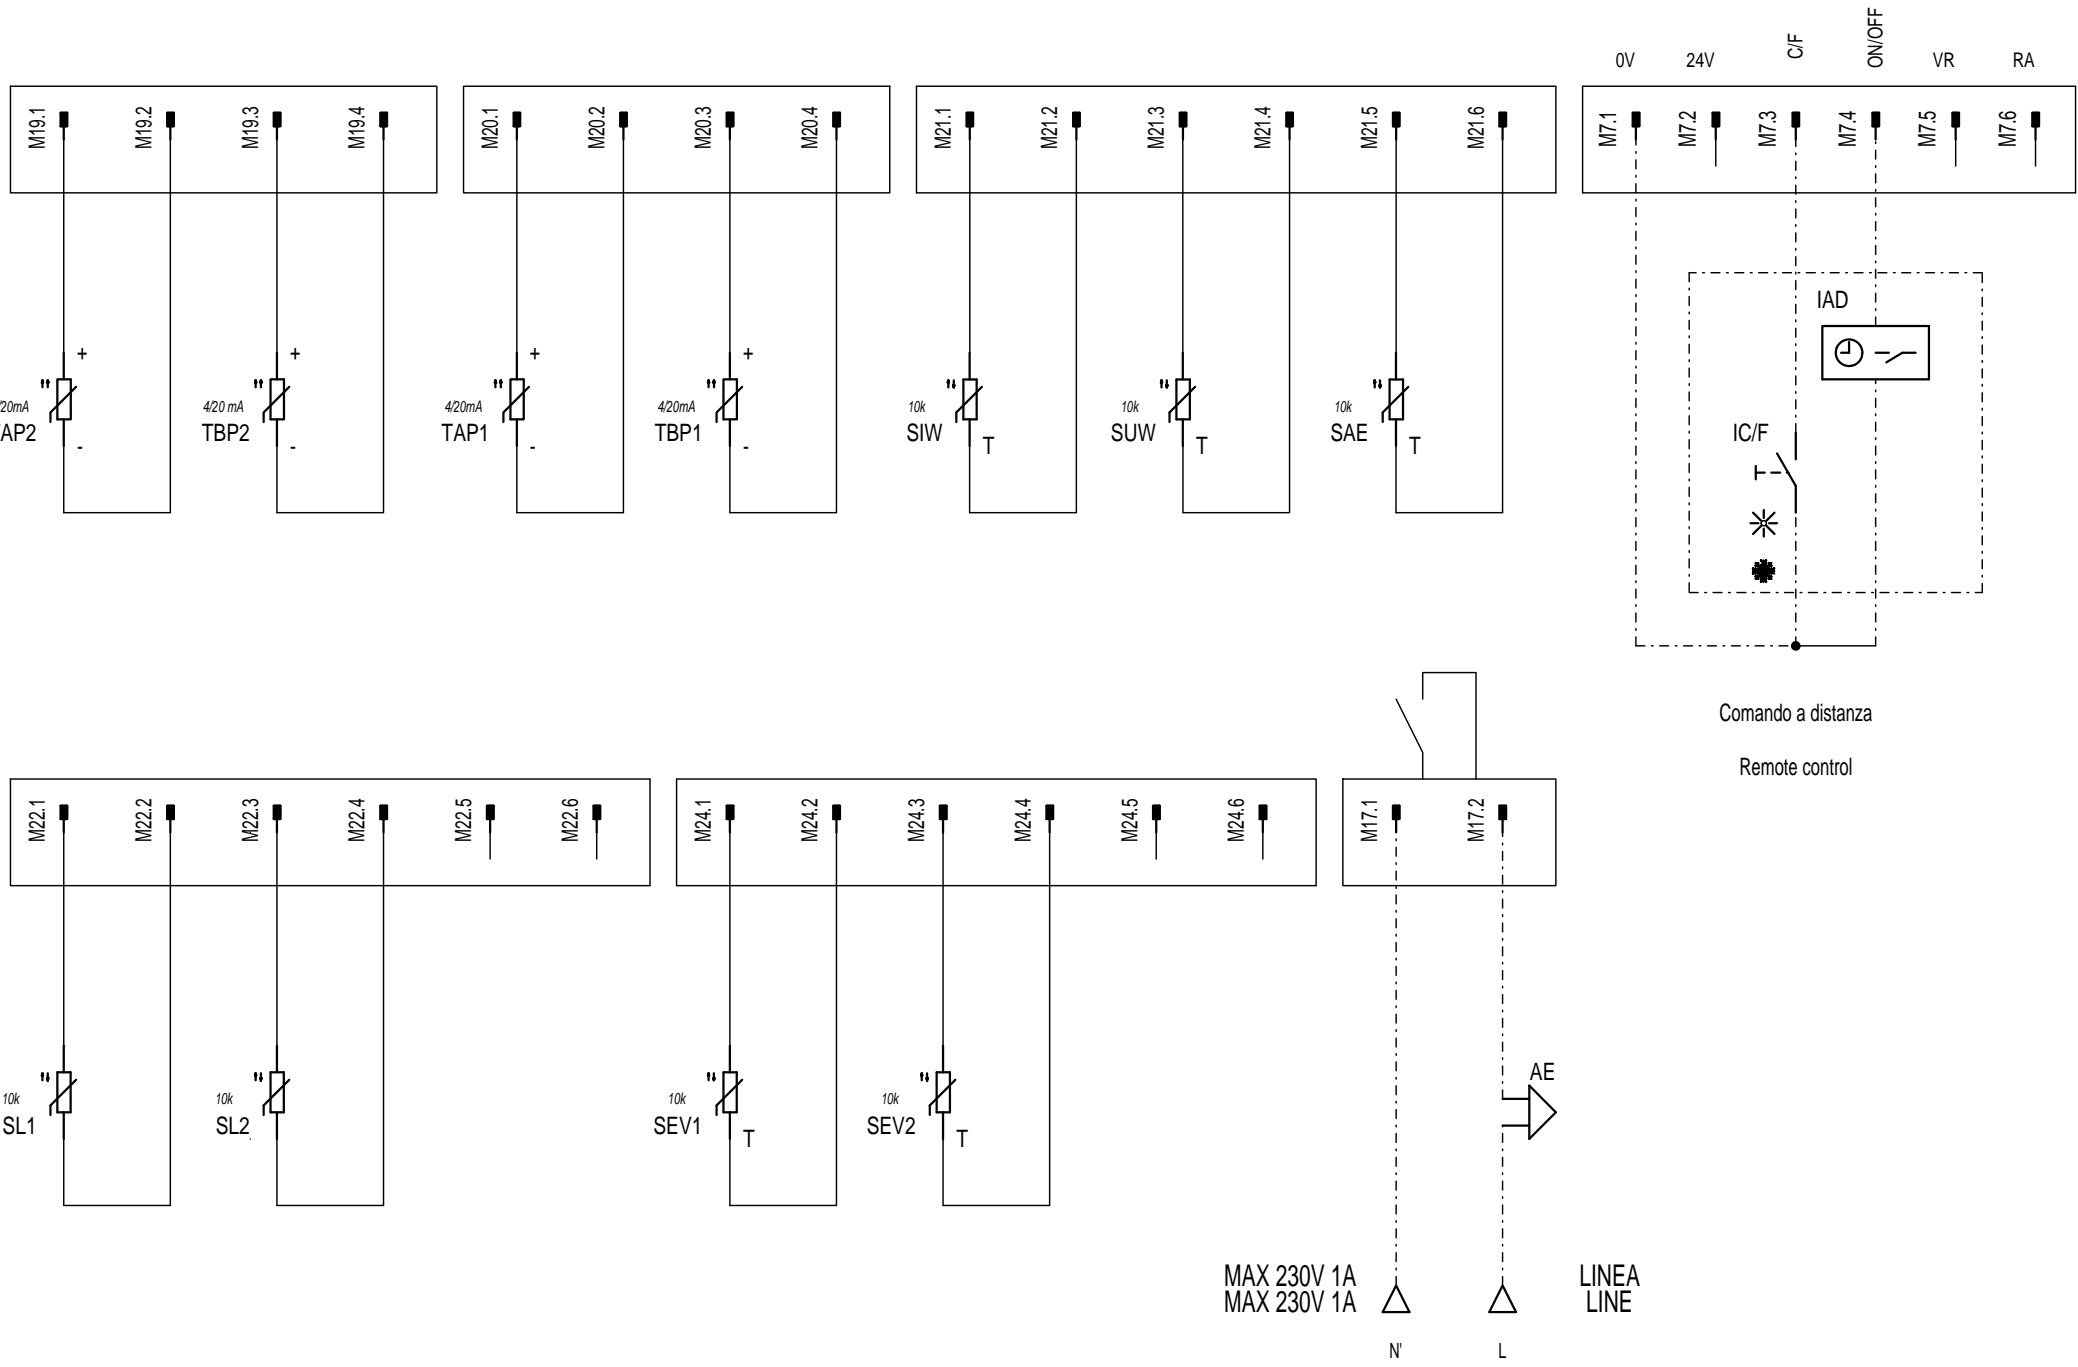 0V
24V
C/F
ON/OFF
VR
RA
M19.1
M19.2
M19.3
M19.4
M20.1
M20.2
M20.3
M20.4
M21.1
M21.2
M21.3
M21.4
M21.5
M21.6
M7.1
M7.2
M7.3
M7.4
M7.5
M7.6
IAD
+
+
+
+
/20mA
4/20 mA
4/20mA
4/20mA
10k
10k
10k
AP2
TBP2
TAP1
TBP1
SIW
SUW
SAE
IC/F
-
-
-
-
T
T
T
Comando a distanza
Remote control
M22.1
M22.2
M22.3
M22.4
M22.5
M22.6
M24.1
M24.2
M24.3
M24.4
M24.5
M24.6
M17.1
M17.2
AE
10k
10k
10k
10k
SL1
SL2
SEV1
SEV2
T
T
MAX 230V 1A
MAX 230V 1A
LINEA
LINE
N'
L